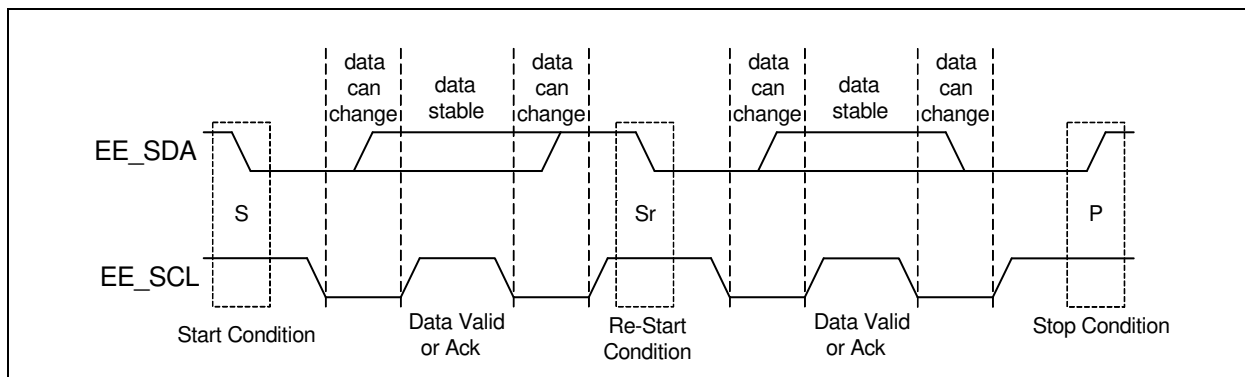 data
can
change
data
stable
data
can
change
data
can
change
data
stable
data
can
change
EE_SDA
S
Sr
P
EE_SCL
Start Condition
Data Valid
or Ack
Re-Start
Condition
Data Valid
or Ack
Stop Condition